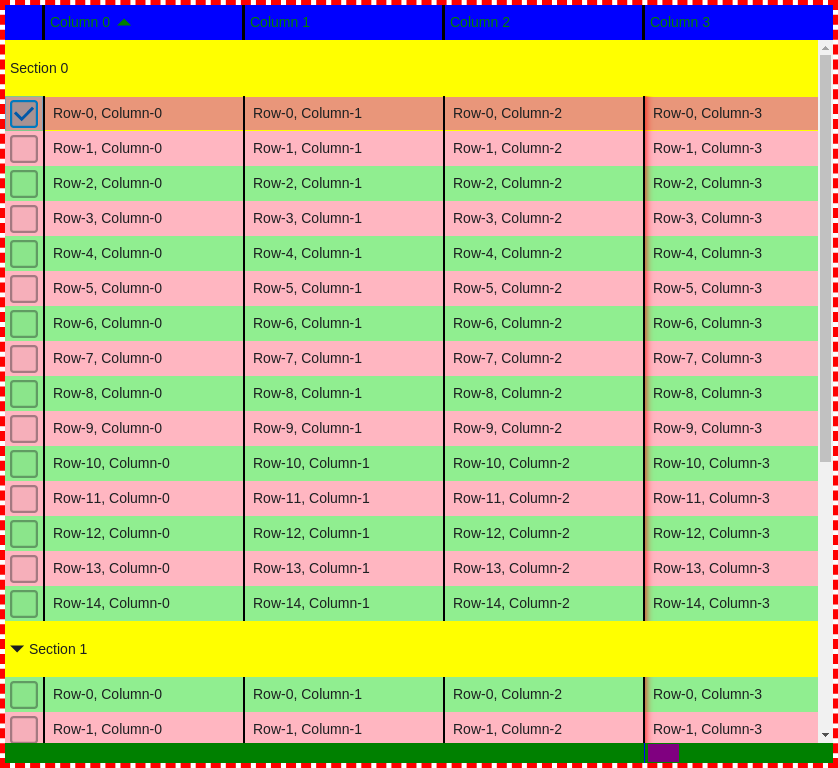 Column 0 Column 1 Column 2 Column 3
Section 0
Row-0, Column-0 Row-0, Column-1 Row-0, Column-2 Row-0, Column-3
Row-1, Column-0 Row-1, Column-1 Row-1, Column-2 Row-1, Column-3
Row-2, Column-0 Row-2, Column-1 Row-2, Column-2 Row-2, Column-3
Row-3, Column-0 Row-3, Column-1 Row-3, Column-2 Row-3, Column-3
Row-4, Column-0 Row-4, Column-1 Row-4, Column-2 Row-4, Column-3
Row-5, Column-0 Row-5, Column-1 Row-5, Column-2 Row-5, Column-3
Row-6, Column-0 Row-6, Column-1 Row-6, Column-2 Row-6, Column-3
Row-7, Column-0 Row-7, Column-1 Row-7, Column-2 Row-7, Column-3
Row-8, Column-0 Row-8, Column-1 Row-8, Column-2 Row-8, Column-3
Row-9, Column-0 Row-9, Column-1 Row-9, Column-2 Row-9, Column-3
Row-10, Column-0 Row-10, Column-1 Row-10, Column-2 Row-10, Column-3
Row-11, Column-0 Row-11, Column-1 Row-11, Column-2 Row-11, Column-3
Row-12, Column-0 Row-12, Column-1 Row-12, Column-2 Row-12, Column-3
Row-13, Column-0 Row-13, Column-1 Row-13, Column-2 Row-13, Column-3
Row-14, Column-0 Row-14, Column-1 Row-14, Column-2 Row-14, Column-3
Section 1
Row-0, Column-0 Row-0, Column-1 Row-0, Column-2 Row-0, Column-3
Row-1, Column-0 Row-1, Column-1 Row-1, Column-2 Row-1, Column-3